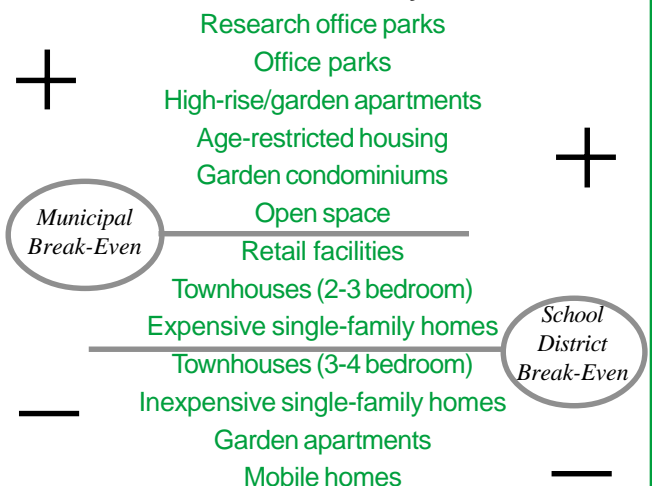 Research office parks
Office parks
High-rise/garden apartments
Age-restricted housing
Garden condominiums
Open space
Municipal
Break-Even
Retail facilities
Townhouses (2-3 bedroom)
Expensive single-family homes
School
District
Break-Even
Townhouses (3-4 bedroom)
Inexpensive single-family homes
Garden apartments
Mobile homes